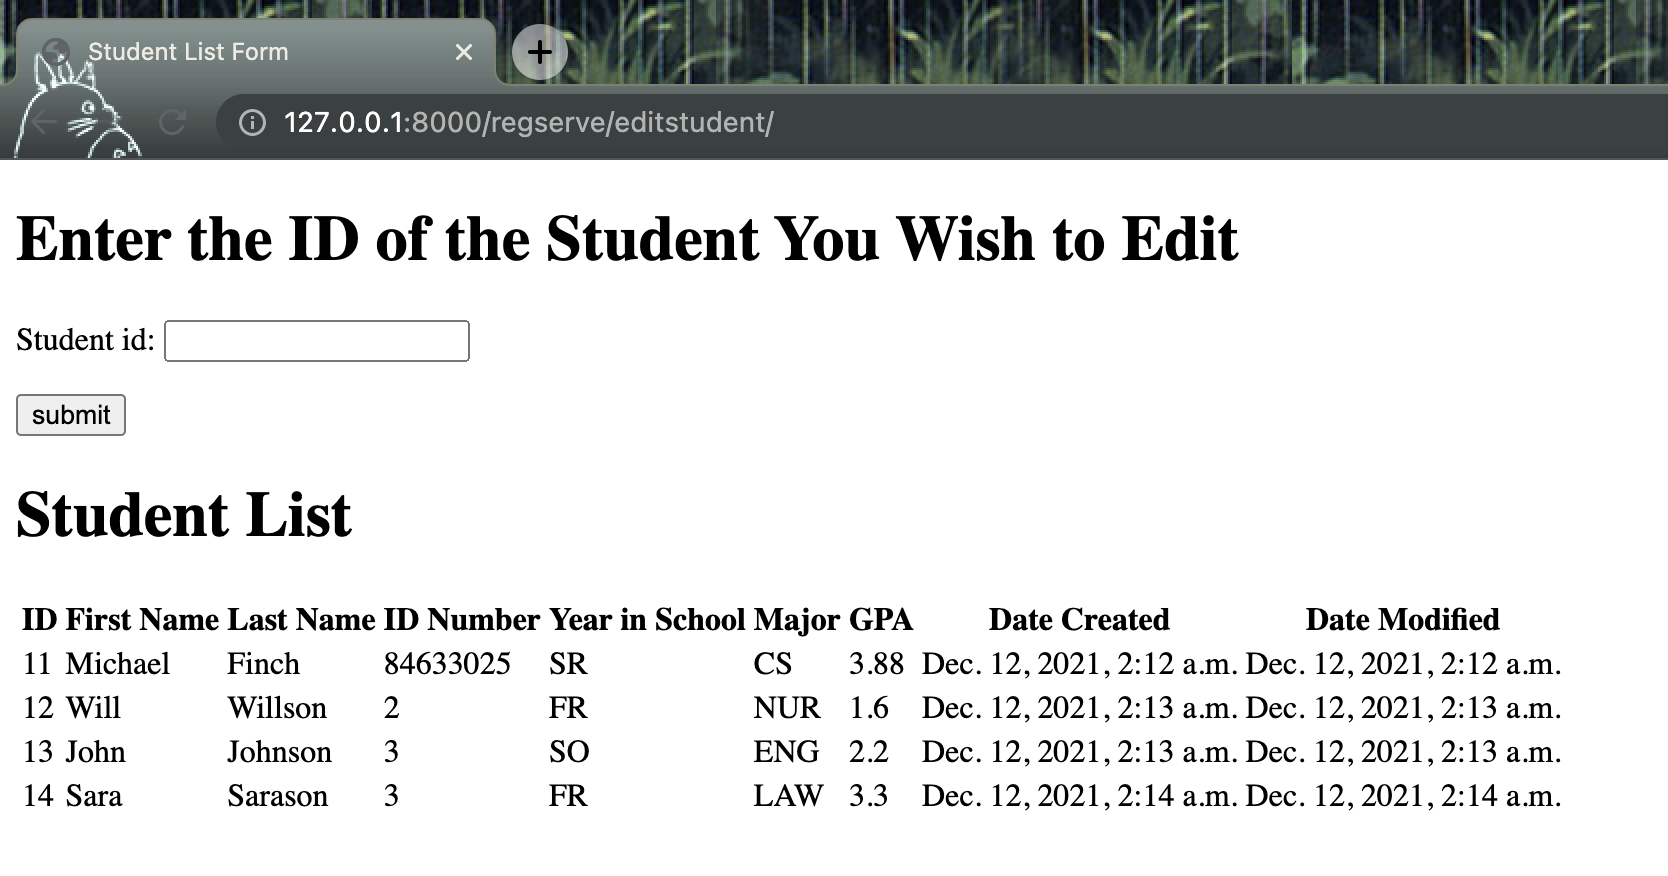 Student List Form
127.0.0.1:8000/regserve/editstudent/
Enter the ID of the Student You Wish to Edit
Student id:
submit
Student List
ID First Name Last Name ID Number Year in School Major GPA Date Created Date Modified
11 Michael Finch 84633025 SR CS 3.88 Dec. 12, 2021, 2:12 a.m. Dec. 12, 2021, 2:12 a.m.
12 Will Willson 2 FR NUR 1.6 Dec. 12, 2021, 2:13 a.m. Dec. 12, 2021, 2:13 a.m.
13 John Johnson 3 SO ENG 2.2 Dec. 12, 2021, 2:13 a.m. Dec. 12, 2021, 2:13 a.m.
14 Sara Sarason 3 FR LAW 3.3 Dec. 12, 2021, 2:14 a.m. Dec. 12, 2021, 2:14 a.m.